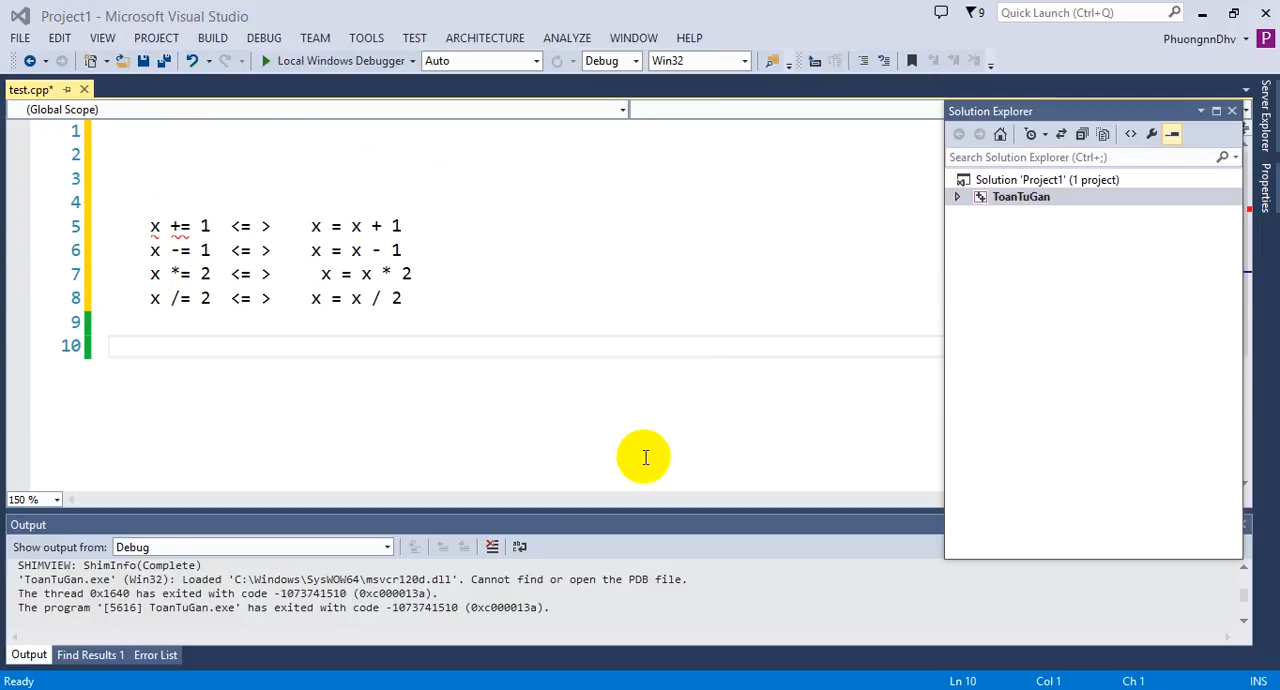 Project1 - Microsoft Visual Studio
9
Quick Launch (Ctrl+Q)
FILE EDIT VIEW PROJECT BUILD DEBUG TEAM TOOLS TEST ARCHITECTURE ANALYZE WINDOW HELP
PhuongnnDhv
P
Local Windows Debugger
Auto
Debug
Win32
test.cpp*
(Global Scope)
Solution Explorer
Search Solution Explorer (Ctrl+;)
Solution 'Project1' (1 project)
ToanTuGan
Server Explorer
Properties
1
2
3
4
5 x += 1 <= > x = x + 1
6 x -= 1 <= > x = x - 1
7 x *= 2 <= > x = x * 2
8 x /= 2 <= > x = x / 2
9
10
150 %
Output
Show output from: Debug
SHIMVIEW: ShimInfo(Complete)
'ToanTuGan.exe' (Win32): Loaded 'C:\Windows\SysWOW64\msvcr120d.dll'. Cannot find or open the PDB file.
The thread 0x1640 has exited with code -1073741510 (0xc000013a).
The program '[5616] ToanTuGan.exe' has exited with code -1073741510 (0xc000013a).
Output Find Results 1 Error List
Ready Ln 10 Col 1 Ch 1 INS